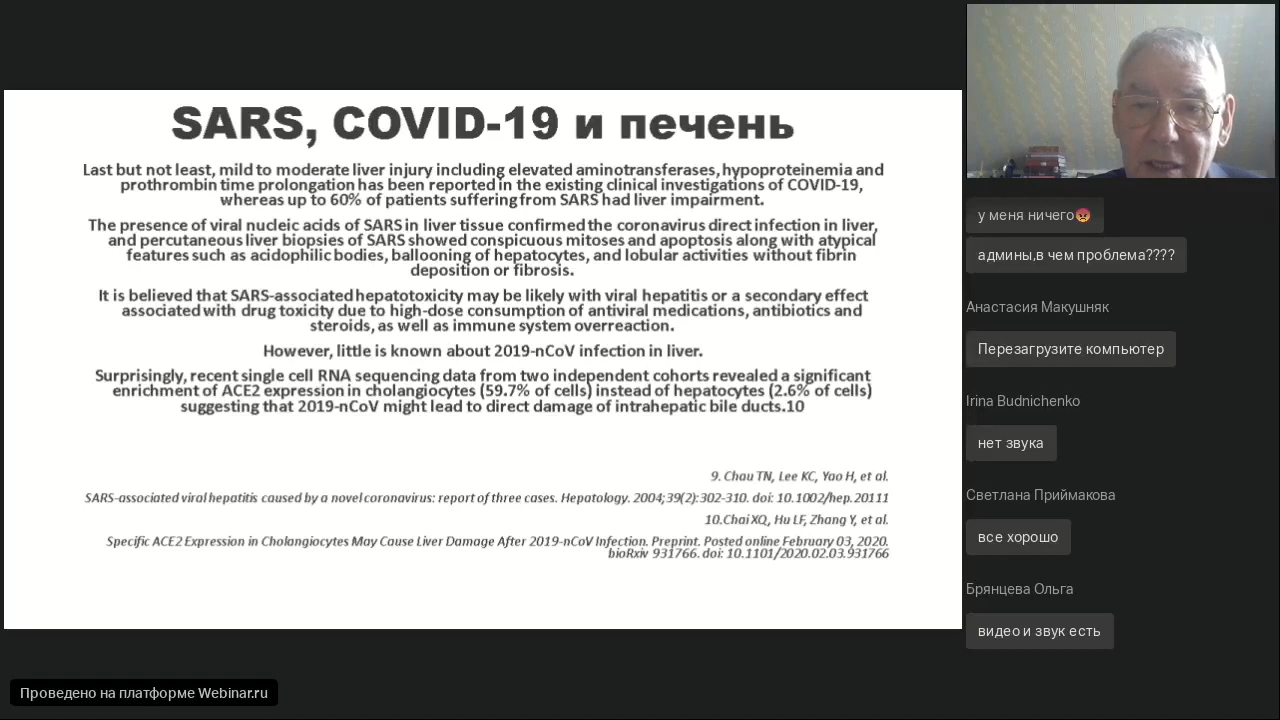 SARS, COVID-19 и печень
Last but not least, mild to moderate liver injury including elevated aminotransferases, hypoproteinemia and
prothrombin time prolongation has been reported in the existing clinical investigations of COVID-19,
whereas up to 60% of patients suffering from SARS had liver impairment.
The presence of viral nucleic acids of SARS in liver tissue confirmed the coronavirus direct infection in liver,
and percutaneous liver biopsies of SARS showed conspicuous mitoses and apoptosis along with atypical
features such as acidophilic bodies, ballooning of hepatocytes, and lobular activities without fibrin
deposition or fibrosis.
It is believed that SARS-associated hepatotoxicity may be likely with viral hepatitis or a secondary effect
associated with drug toxicity due to high-dose consumption of antiviral medications, antibiotics and
steroids, as well as immune system overreaction.
However, little is known about 2019-nCoV infection in liver.
Surprisingly, recent single cell RNA sequencing data from two independent cohorts revealed a significant
enrichment of ACE2 expression in cholangiocytes (59.7% of cells) instead of hepatocytes (2.6% of cells)
suggesting that 2019-nCoV might lead to direct damage of intrahepatic bile ducts.10
9. Chau TN, Lee KC, Yao H, et al.
SARS-associated viral hepatitis caused by a novel coronavirus: report of three cases. Hepatology. 2004;39(2):302-310. doi: 10.1002/hep.20111
10.Chai XQ, Hu LF, Zhang Y, et al.
Specific ACE2 Expression in Cholangiocytes May Cause Liver Damage After 2019-nCoV Infection. Preprint. Posted online February 03, 2020.
bioRxiv 931766. doi: 10.1101/2020.02.03.931766
у меня ничего😡
админы,в чем проблема????
Анастасия Макушняк
Перезагрузите компьютер
Irina Budnichenko
нет звука
Светлана Приймакова
все хорошо
Брянцева Ольга
видео и звук есть
Проведено на платформе Webinar.ru